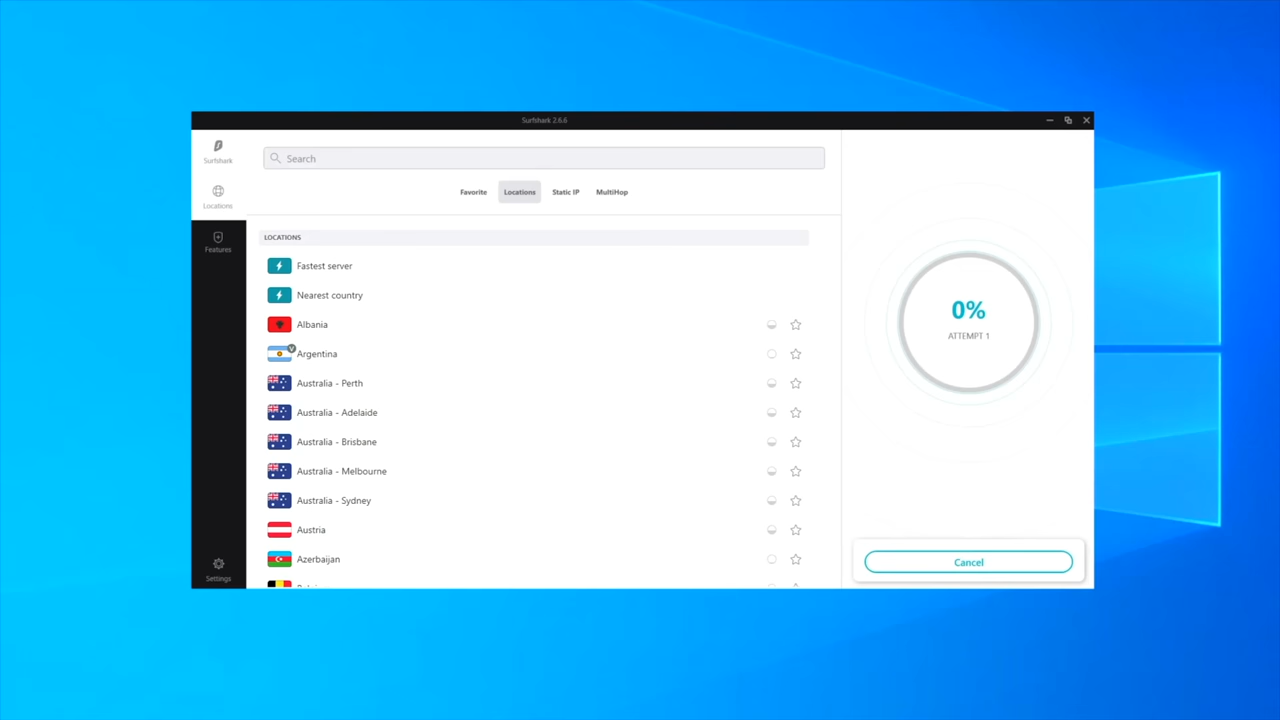 Surfshark 2.6.6
Surfshark
Locations
Features
Settings
Search
Favorite Locations Static IP MultiHop
LOCATIONS
Fastest server
Nearest country
Albania
V
Argentina
Australia - Perth
Australia - Adelaide
Australia - Brisbane
Australia - Melbourne
Australia - Sydney
Austria
Azerbaijan
0%
ATTEMPT 1
Cancel